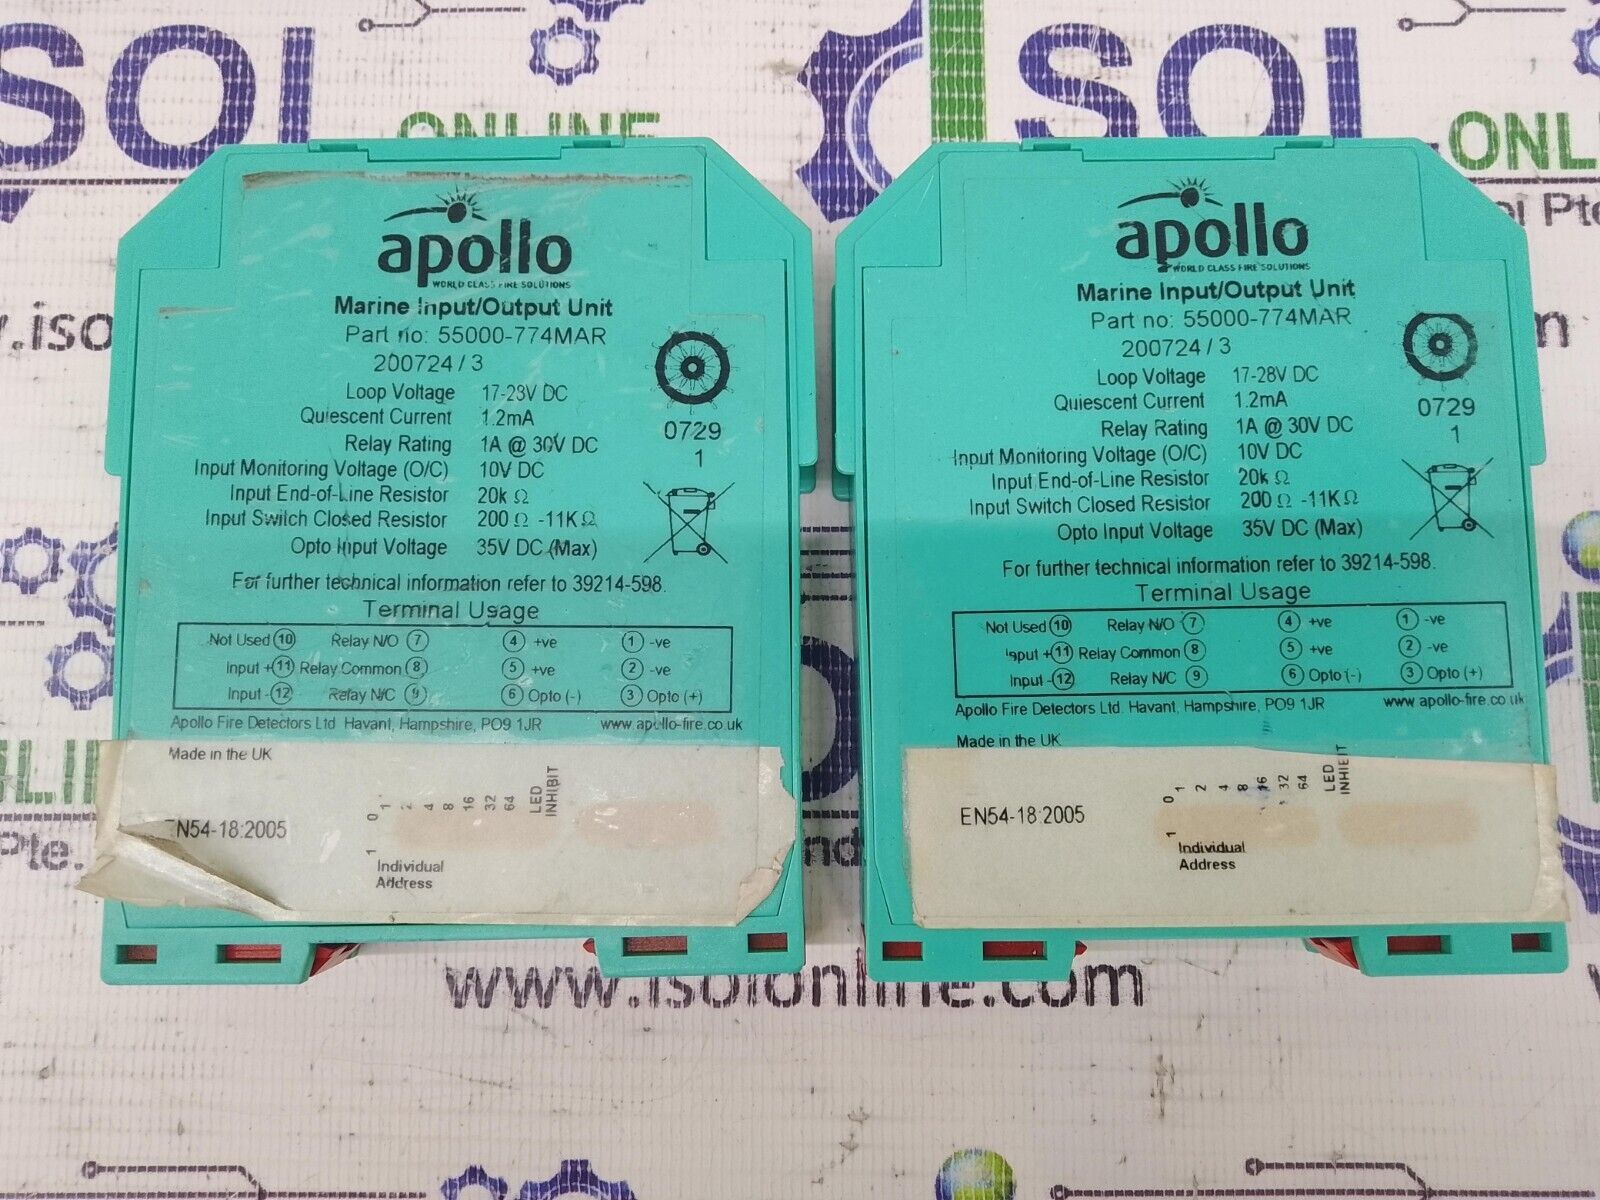 SOL
ONLINE
SOL
ONL
oi Pte
apollo
WORLD CLASS FIRE SOLUTIONS
Marine Input/Output Unit
Part no: 55000-774MAR
200724 / 3
Loop Voltage 17-28V DC
Quiescent Current 1.2mA
Relay Rating 1A @ 30V DC
Input Monitoring Voltage (O/C) 10V DC
Input End-of-Line Resistor 20k Ω
Input Switch Closed Resistor 200 Ω -11K Ω
Opto Input Voltage 35V DC (Max)
0729
1
For further technical information refer to 39214-598.
Terminal Usage
Not Used 10 Relay N/O 7 4 +ve 1 -ve
Input + 11 Relay Common 8 5 +ve 2 -ve
Input - 12 Relay N/C 9 6 Opto (-) 3 Opto (+)
Apollo Fire Detectors Ltd. Havant, Hampshire, PO9 1JR www.apollo-fire.co.uk
Made in the UK
EN54-18:2005
0
1
1
2
4
8
16
32
64
LED
INHIBIT
Individual
Address
apollo
WORLD CLASS FIRE SOLUTIONS
Marine Input/Output Unit
Part no: 55000-774MAR
200724 / 3
Loop Voltage 17-28V DC
Quiescent Current 1.2mA
Relay Rating 1A @ 30V DC
Input Monitoring Voltage (O/C) 10V DC
Input End-of-Line Resistor 20k Ω
Input Switch Closed Resistor 200 Ω -11K Ω
Opto Input Voltage 35V DC (Max)
0729
1
For further technical information refer to 39214-598.
Terminal Usage
Not Used 10 Relay N/O 7 4 +ve 1 -ve
Input + 11 Relay Common 8 5 +ve 2 -ve
Input - 12 Relay N/C 9 6 Opto (-) 3 Opto (+)
Apollo Fire Detectors Ltd. Havant, Hampshire, PO9 1JR www.apollo-fire.co.uk
Made in the UK
EN54-18:2005
0
1
1
2
4
8
16
32
64
LED
INHIBIT
Individual
Address
www.isolonline.com